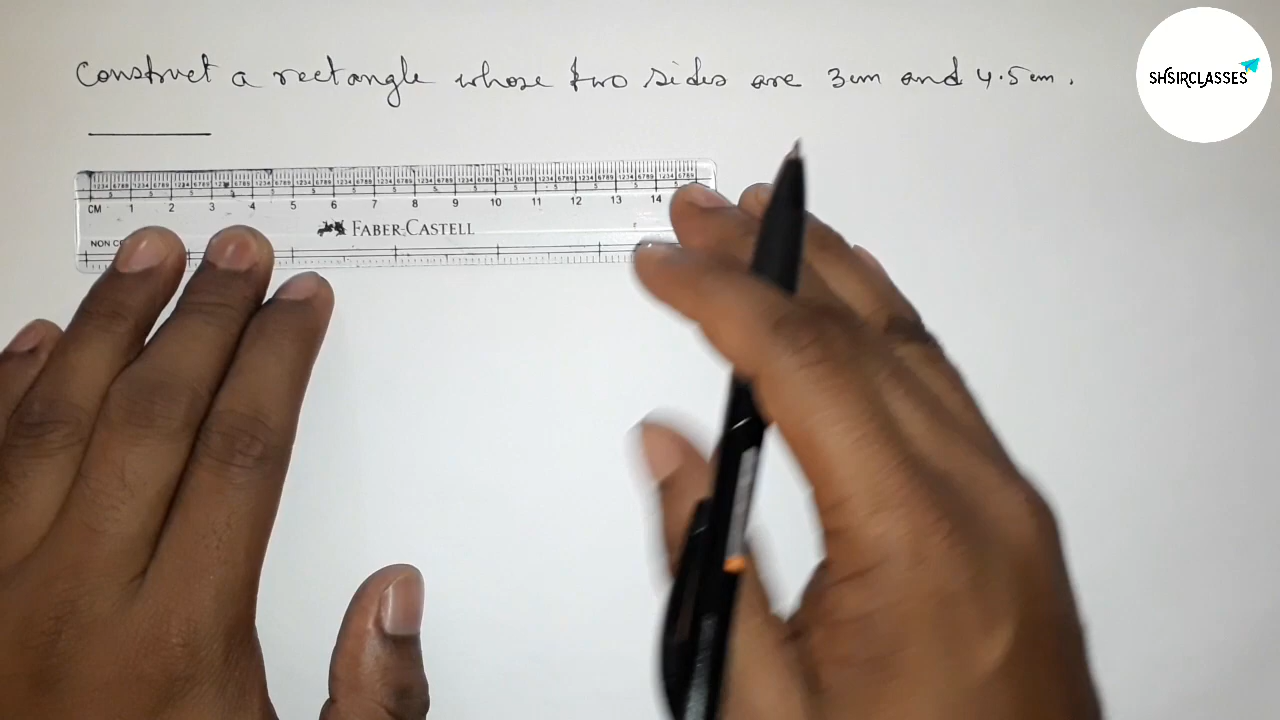 Construct a rectangle whose two sides are 3cm and 4.5cm.
SHSIRCLASSES
CM 1 2 3 4 5 6 7 8 9 10 11 12 13 14
FABER-CASTELL